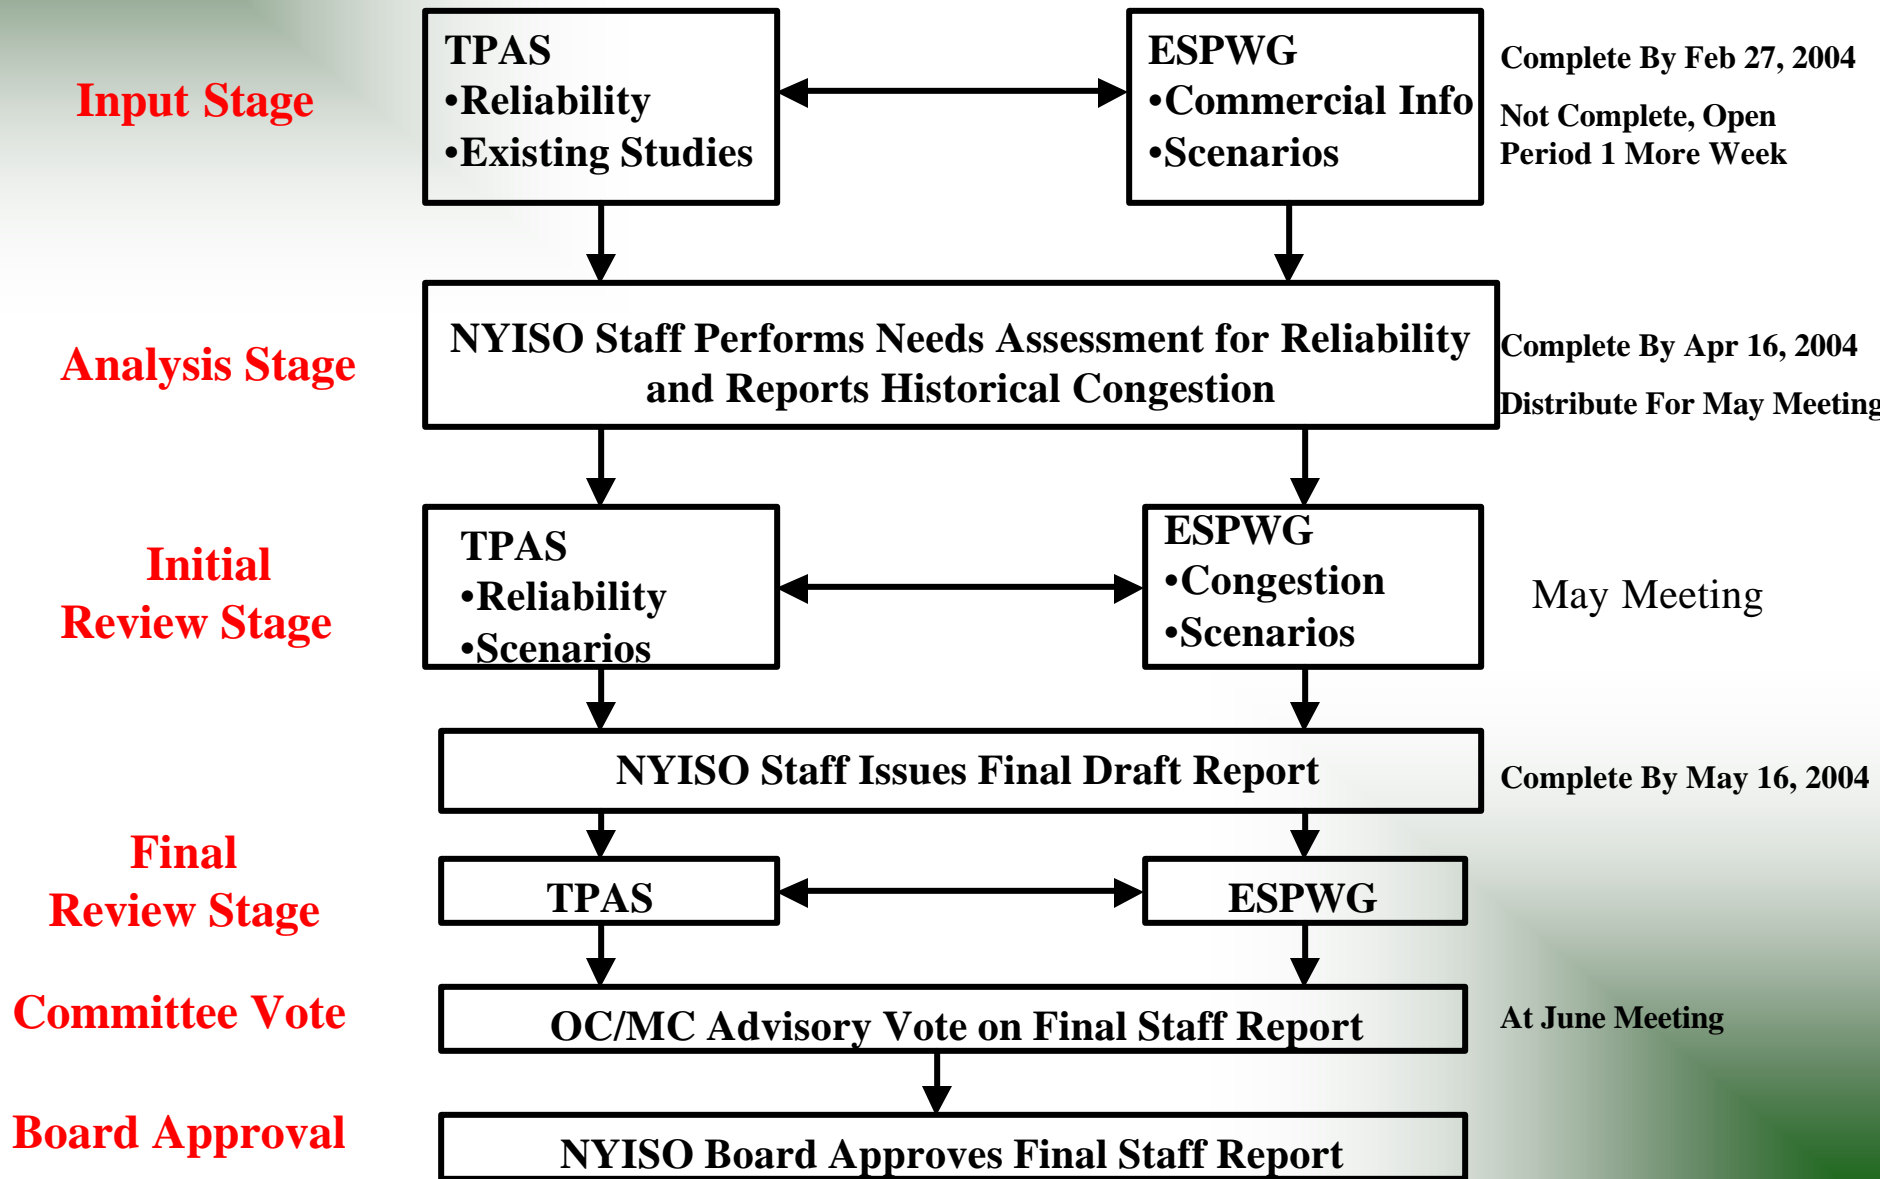 Input Stage
TPAS
•Reliability
•Existing Studies
ESPWG
•Commercial Info
•Scenarios
Complete By Feb 27, 2004
Not Complete, Open
Period 1 More Week
Analysis Stage
NYISO Staff Performs Needs Assessment for Reliability
and Reports Historical Congestion
Complete By Apr 16, 2004
Distribute For May Meeting
Initial
Review Stage
TPAS
•Reliability
•Scenarios
ESPWG
•Congestion
•Scenarios
May Meeting
NYISO Staff Issues Final Draft Report
Complete By May 16, 2004
Final
Review Stage
TPAS
ESPWG
Committee Vote
OC/MC Advisory Vote on Final Staff Report
At June Meeting
Board Approval
NYISO Board Approves Final Staff Report